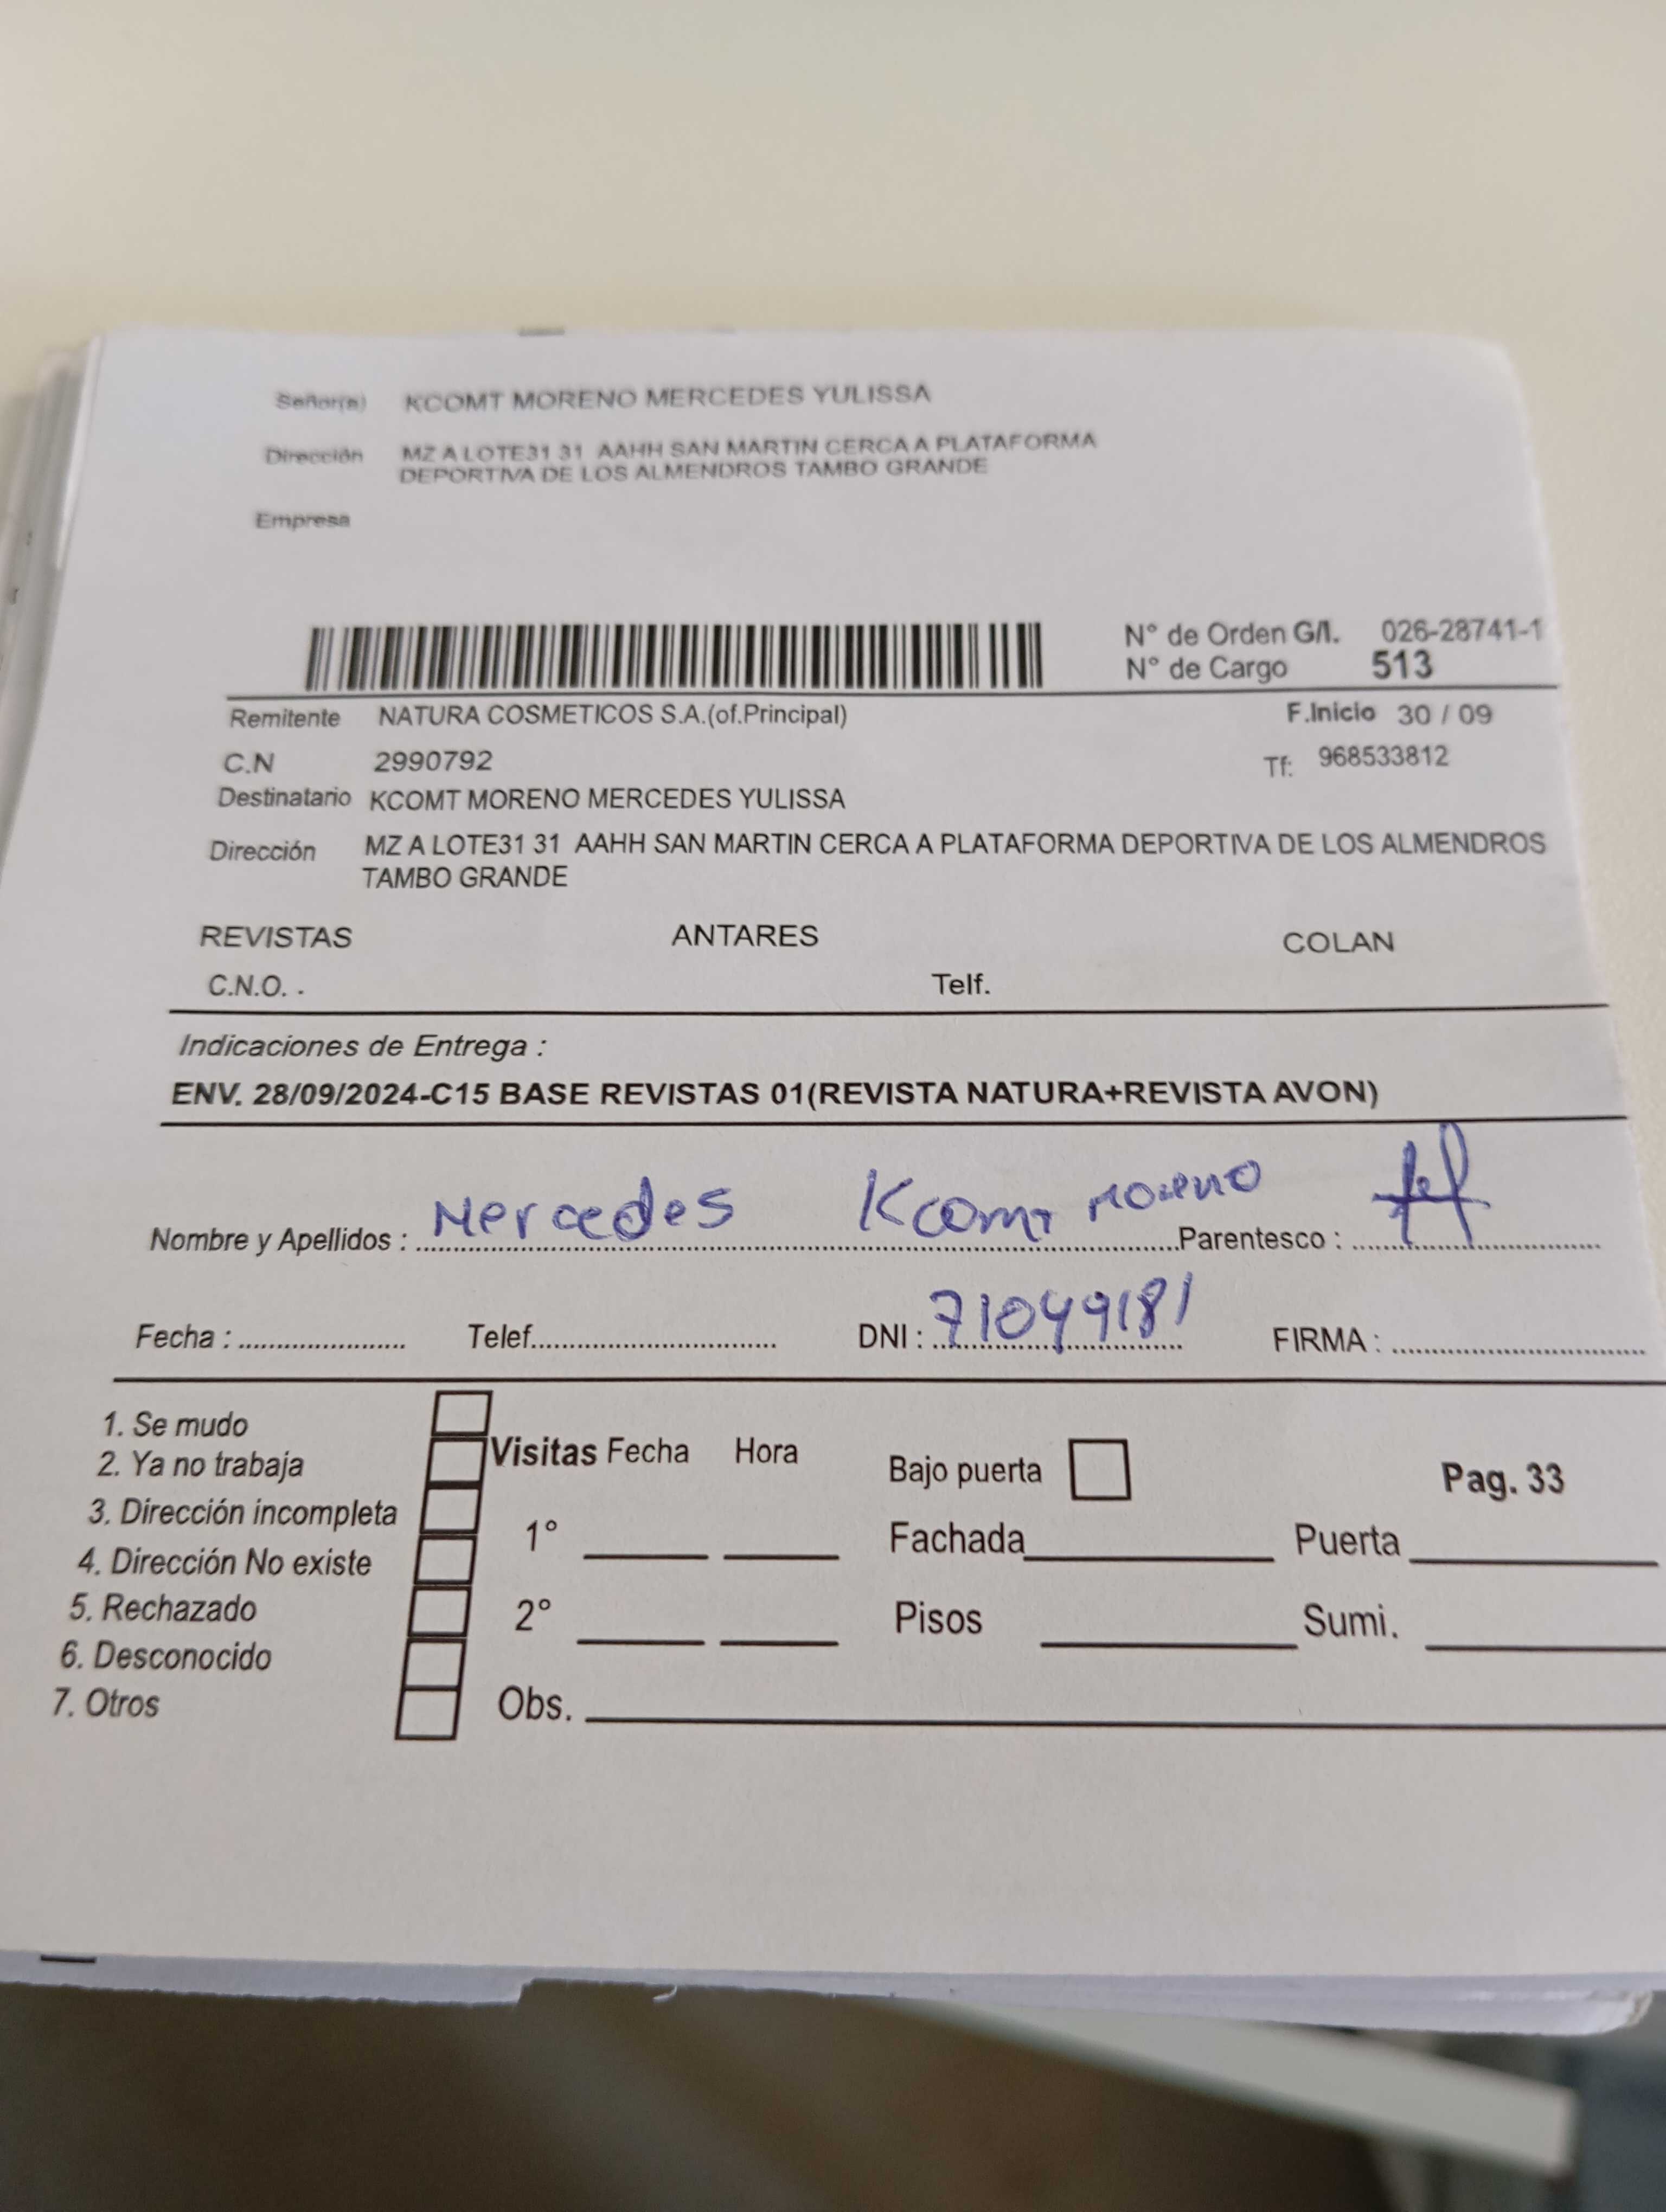 Señor(a) KCOMT MORENO MERCEDES YULISSA
Dirección MZ A LOTE31 31 AAHH SAN MARTIN CERCA A PLATAFORMA
DEPORTIVA DE LOS ALMENDROS TAMBO GRANDE
Empresa
N° de Orden G/I. 026-28741-1
N° de Cargo 513
Remitente NATURA COSMETICOS S.A.(of.Principal) F.Inicio 30 / 09
C.N 2990792 Tf: 968533812
Destinatario KCOMT MORENO MERCEDES YULISSA
Dirección MZ A LOTE31 31 AAHH SAN MARTIN CERCA A PLATAFORMA DEPORTIVA DE LOS ALMENDROS
TAMBO GRANDE
REVISTAS ANTARES COLAN
C.N.O. . Telf.
Indicaciones de Entrega :
ENV. 28/09/2024-C15 BASE REVISTAS 01(REVISTA NATURA+REVISTA AVON)
Nombre y Apellidos : Mercedes Kcomt moreno Parentesco :
Fecha : Telef. DNI : 71049181 FIRMA :
1. Se mudo
2. Ya no trabaja Visitas Fecha Hora Bajo puerta Pag. 33
3. Dirección incompleta
4. Dirección No existe 1° Fachada Puerta
5. Rechazado 2° Pisos Sumi.
6. Desconocido
7. Otros Obs.